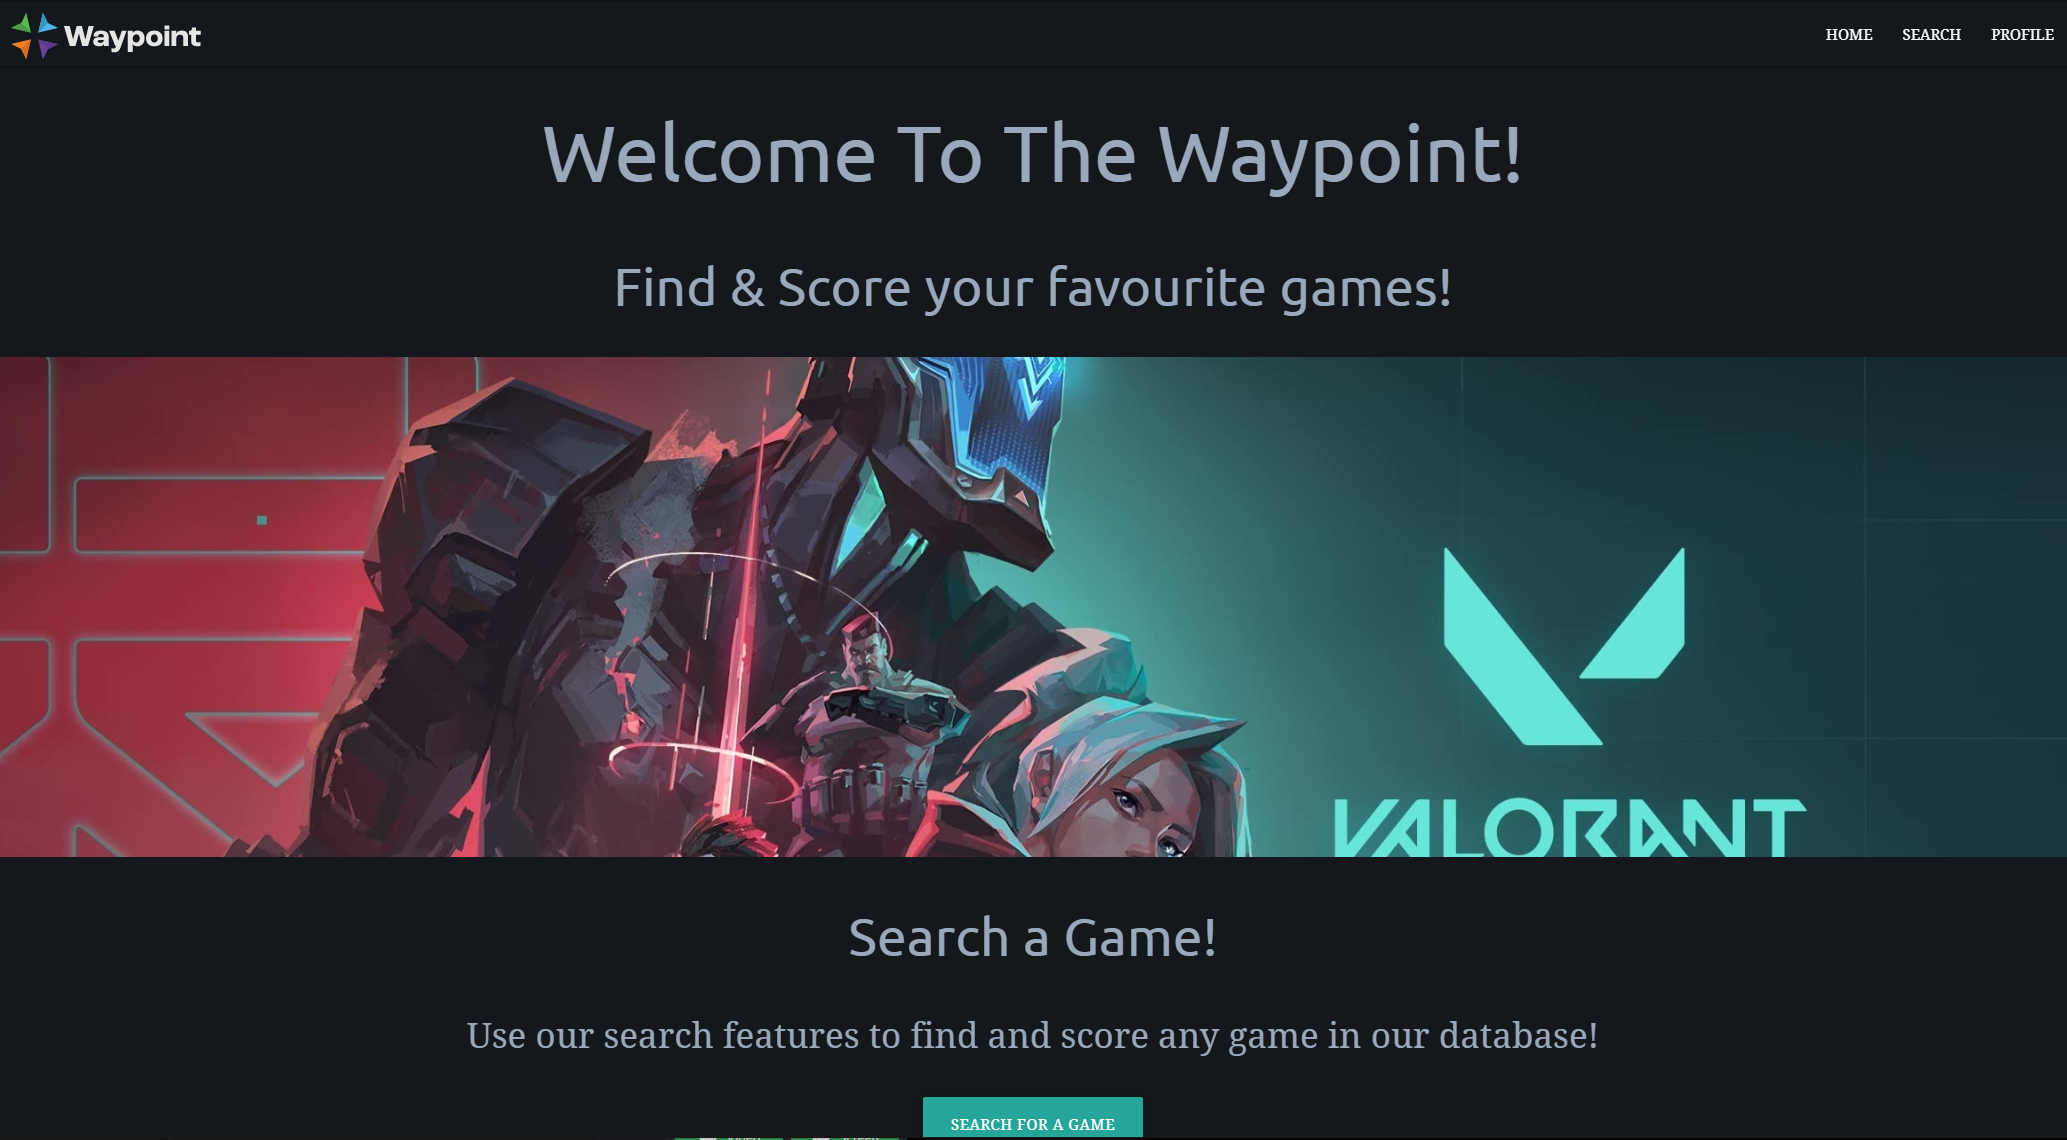 Waypoint
HOME
SEARCH
PROFILE
Welcome To The Waypoint!
Find & Score your favourite games!
VALORANT
Search a Game!
Use our search features to find and score any game in our database!
SEARCH FOR A GAME